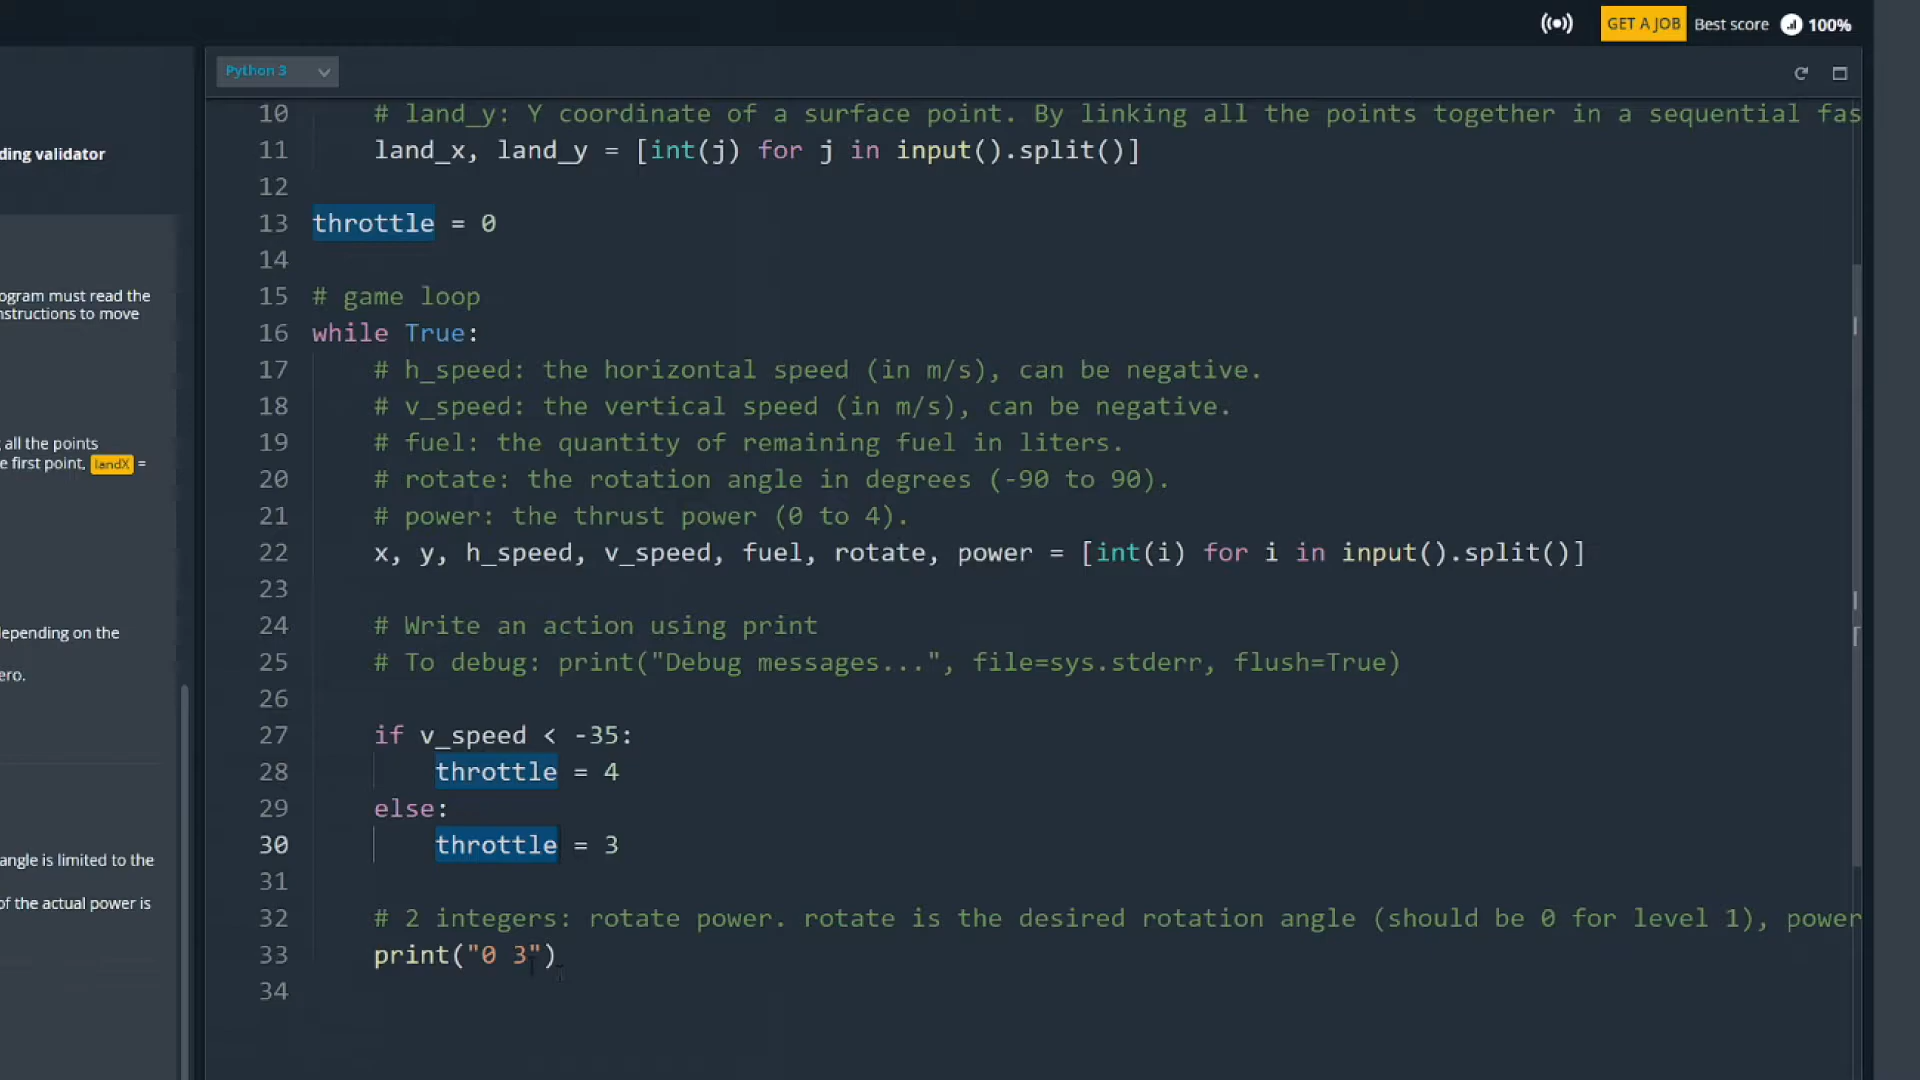 GET A JOB Best score 100%
Python 3
ding validator
ogram must read the
nstructions to move
all the points
e first point, landX =
depending on the
ero.
angle is limited to the
of the actual power is
10 # land_y: Y coordinate of a surface point. By linking all the points together in a sequential fas
11 land_x, land_y = [int(j) for j in input().split()]
12
13 throttle = 0
14
15 # game loop
16 while True:
17 # h_speed: the horizontal speed (in m/s), can be negative.
18 # v_speed: the vertical speed (in m/s), can be negative.
19 # fuel: the quantity of remaining fuel in liters.
20 # rotate: the rotation angle in degrees (-90 to 90).
21 # power: the thrust power (0 to 4).
22 x, y, h_speed, v_speed, fuel, rotate, power = [int(i) for i in input().split()]
23
24 # Write an action using print
25 # To debug: print("Debug messages...", file=sys.stderr, flush=True)
26
27 if v_speed < -35:
28 throttle = 4
29 else:
30 throttle = 3
31
32 # 2 integers: rotate power. rotate is the desired rotation angle (should be 0 for level 1), power
33 print("0 3")
34